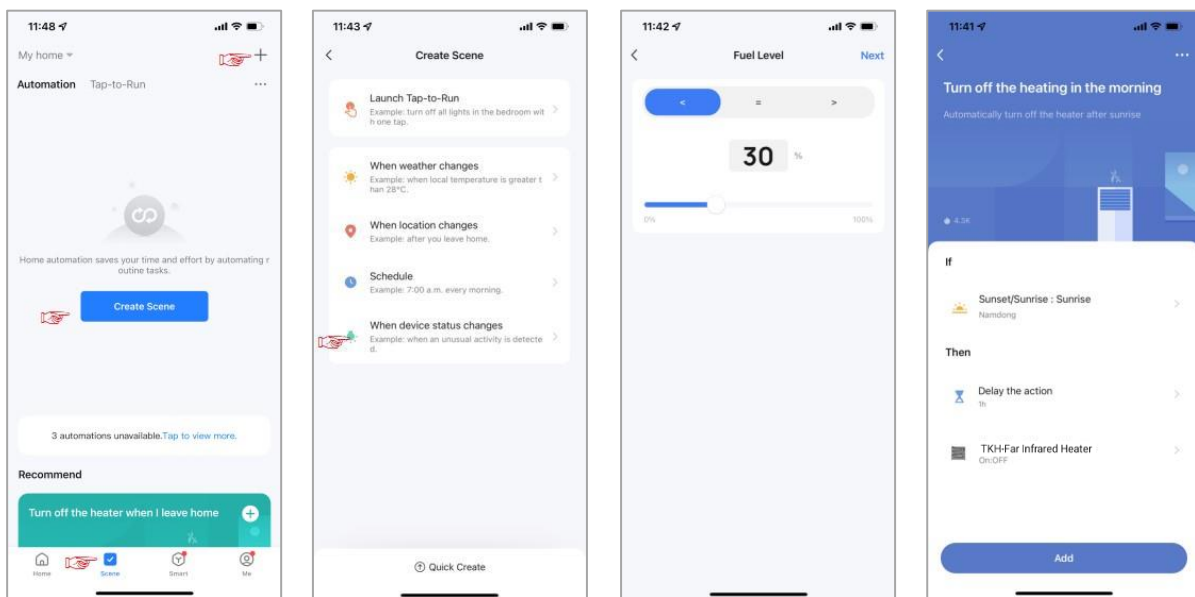 11:48
My home
Automation Tap-to-Run
Home automation saves your time and effort by automating r
outine tasks.
Create Scene
3 automations unavailable.Tap to view more.
Recommend
Turn off the heater when I leave home
Home Scene Smart Me
11:43
Create Scene
Launch Tap-to-Run
Example: turn off all lights in the bedroom wit
h one tap.
When weather changes
Example: when local temperature is greater t
han 28°C.
When location changes
Example: after you leave home.
Schedule
Example: 7:00 a.m. every morning.
When device status changes
Example: when an unusual activity is detecte
d.
Quick Create
11:42
Fuel Level Next
< = >
30 %
0% 100%
11:41
Turn off the heating in the morning
Automatically turn off the heater after sunrise
4.3K
If
Sunset/Sunrise : Sunrise
Namdong
Then
Delay the action
1h
TKH-Far Infrared Heater
On:OFF
Add